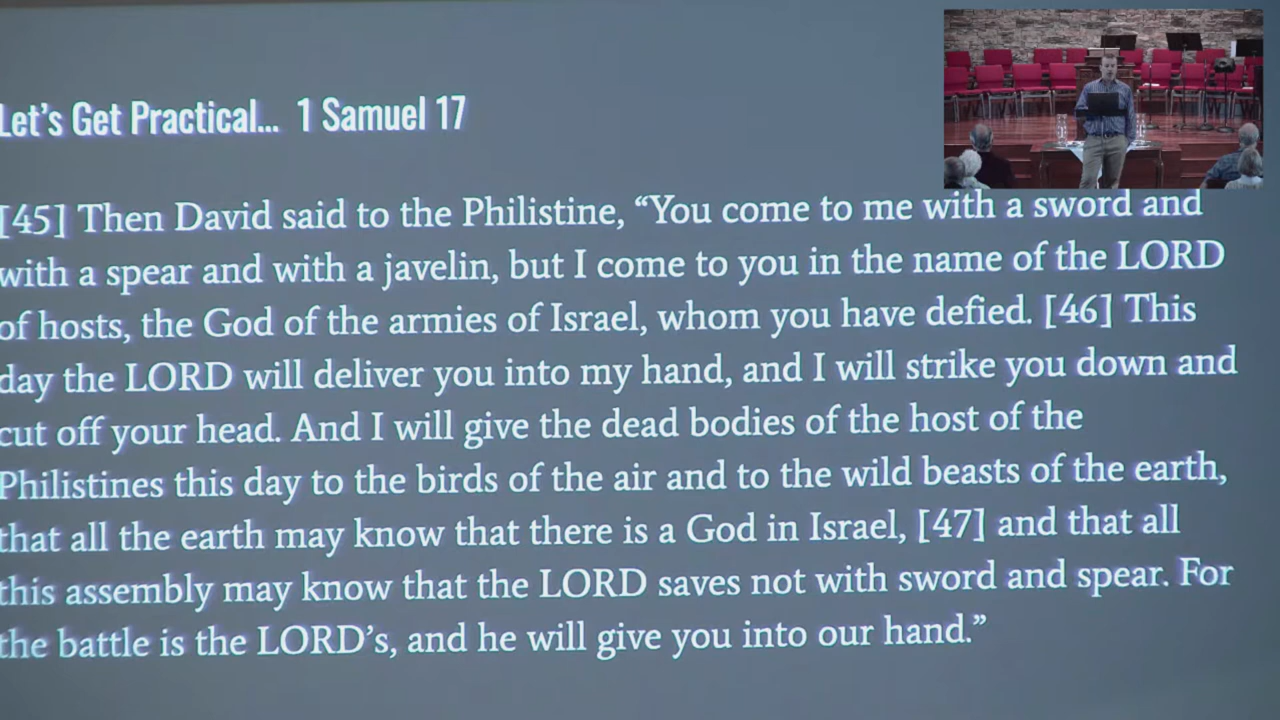 Let's Get Practical... 1 Samuel 17
[45] Then David said to the Philistine, “You come to me with a sword and
with a spear and with a javelin, but I come to you in the name of the LORD
of hosts, the God of the armies of Israel, whom you have defied. [46] This
day the LORD will deliver you into my hand, and I will strike you down and
cut off your head. And I will give the dead bodies of the host of the
Philistines this day to the birds of the air and to the wild beasts of the earth,
that all the earth may know that there is a God in Israel, [47] and that all
this assembly may know that the LORD saves not with sword and spear. For
the battle is the LORD’s, and he will give you into our hand.”